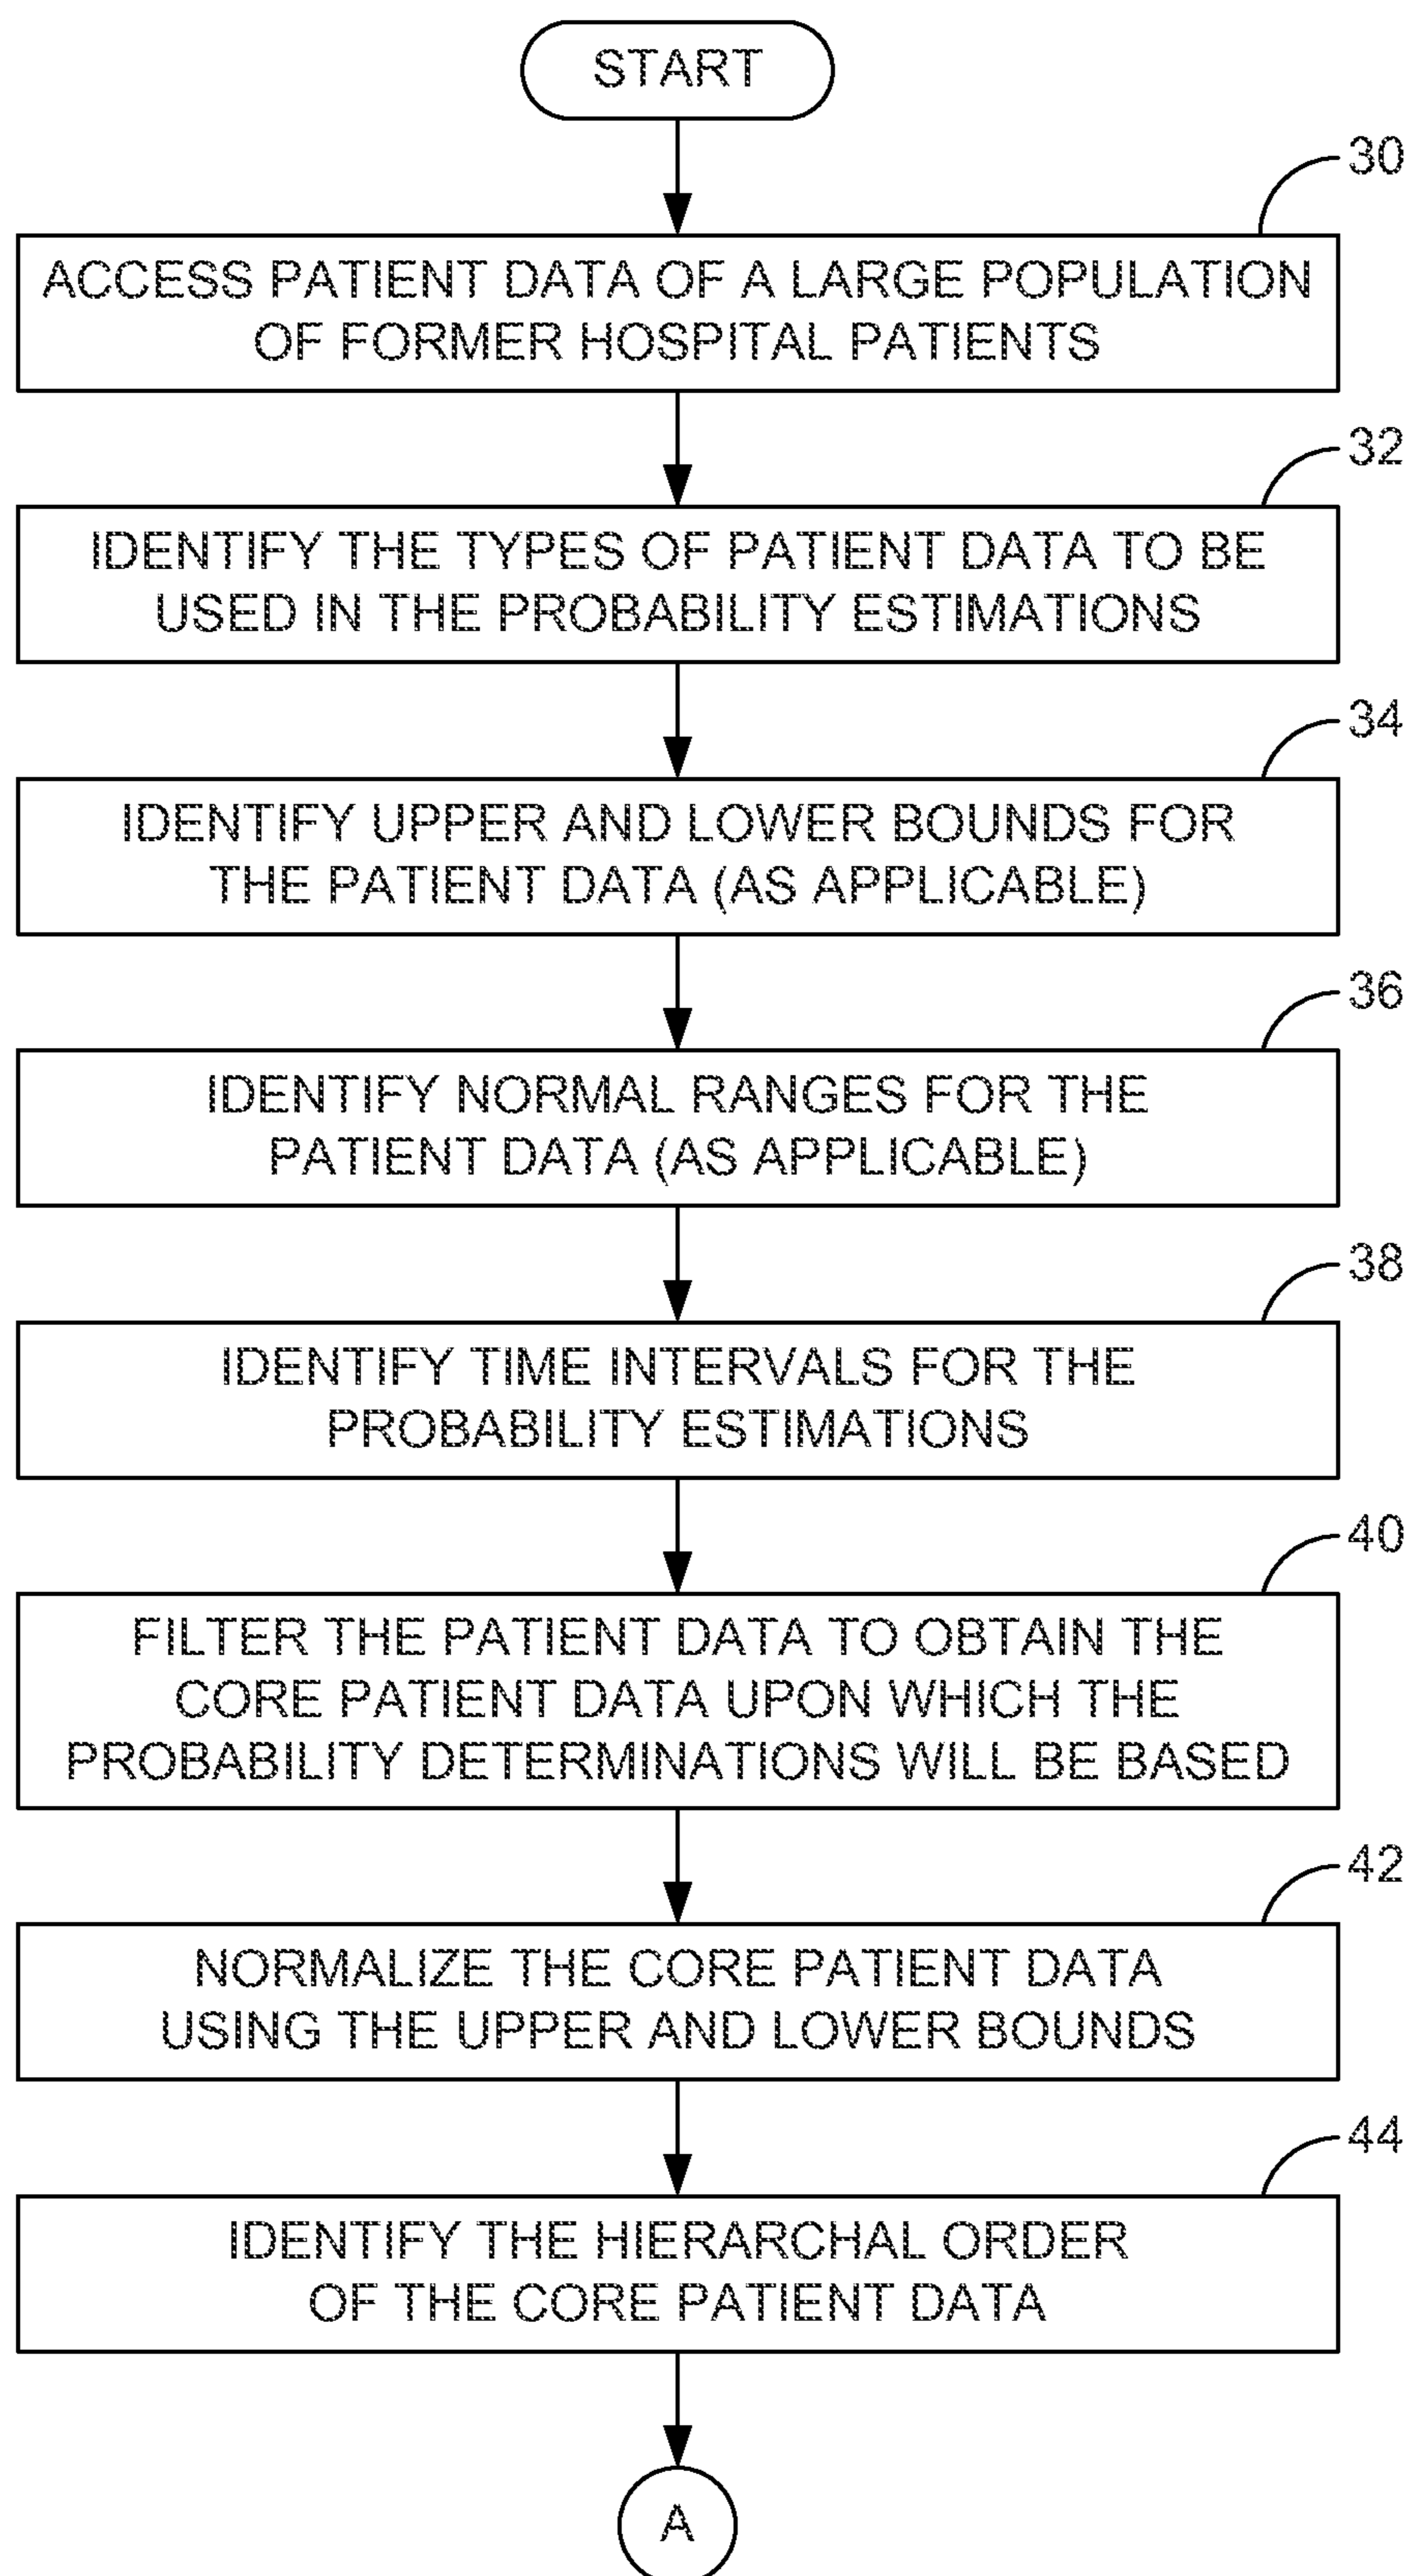 START
30
ACCESS PATIENT DATA OF A LARGE POPULATION
OF FORMER HOSPITAL PATIENTS
32
IDENTIFY THE TYPES OF PATIENT DATA TO BE
USED IN THE PROBABILITY ESTIMATIONS
34
IDENTIFY UPPER AND LOWER BOUNDS FOR
THE PATIENT DATA (AS APPLICABLE)
36
IDENTIFY NORMAL RANGES FOR THE
PATIENT DATA (AS APPLICABLE)
38
IDENTIFY TIME INTERVALS FOR THE
PROBABILITY ESTIMATIONS
40
FILTER THE PATIENT DATA TO OBTAIN THE
CORE PATIENT DATA UPON WHICH THE
PROBABILITY DETERMINATIONS WILL BE BASED
42
NORMALIZE THE CORE PATIENT DATA
USING THE UPPER AND LOWER BOUNDS
44
IDENTIFY THE HIERARCHAL ORDER
OF THE CORE PATIENT DATA
A